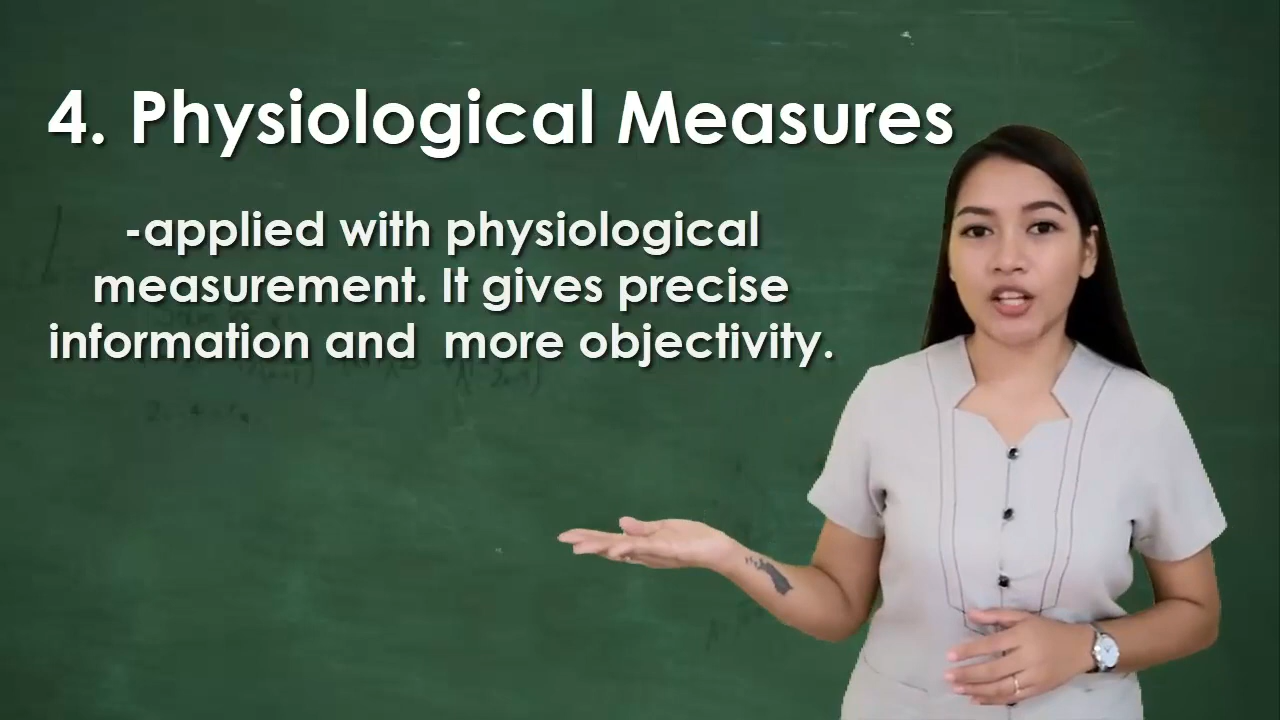 4. Physiological Measures
-applied with physiological
measurement. It gives precise
information and more objectivity.